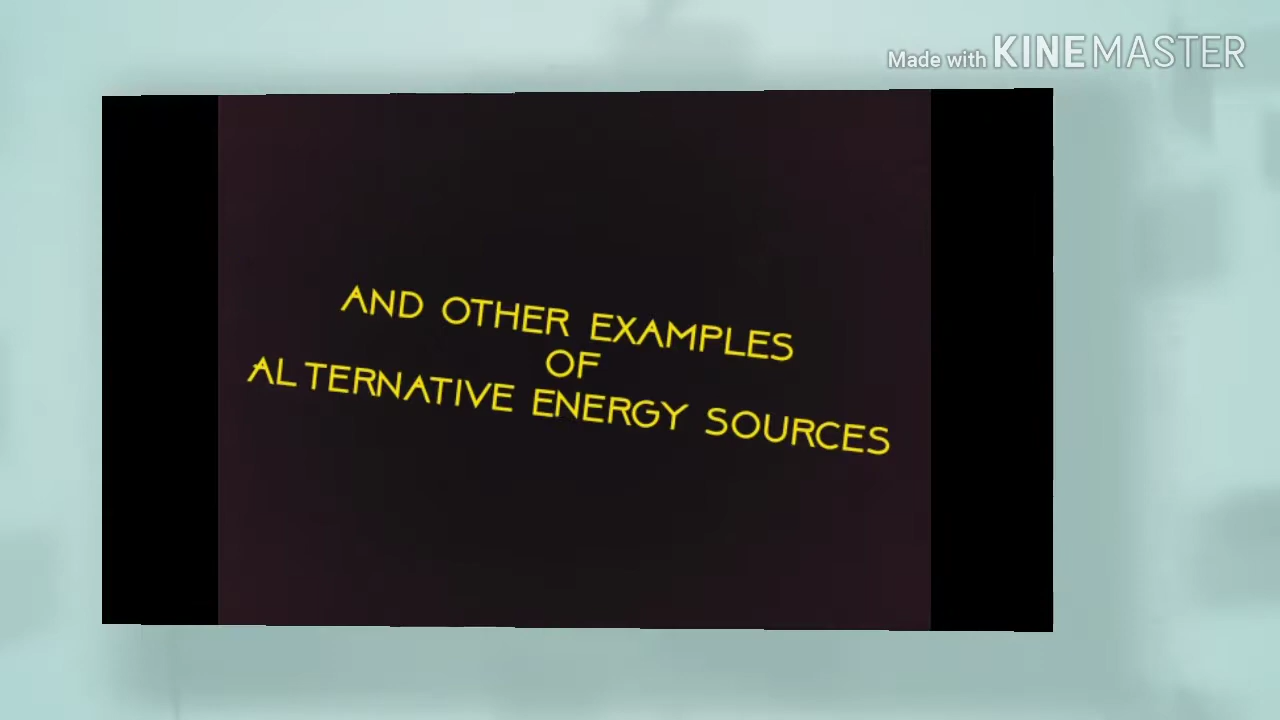 Made with KINEMASTER
AND OTHER EXAMPLES
OF
ALTERNATIVE ENERGY SOURCES